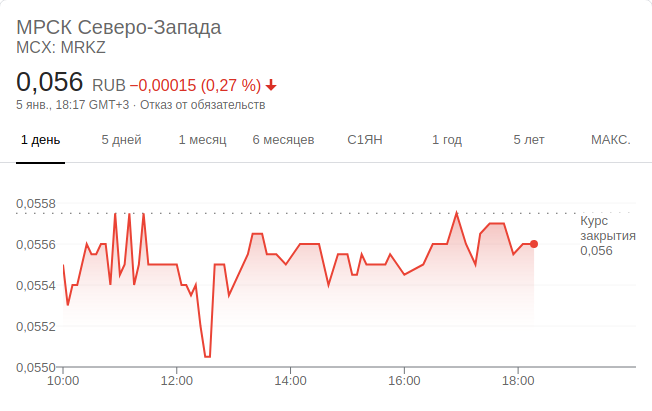 МРСК Северо-Запада
MCX: MRKZ
0,056 RUB −0,00015 (0,27 %)
5 янв., 18:17 GMT+3 · Отказ от обязательств
1 день 5 дней 1 месяц 6 месяцев С1ЯН 1 год 5 лет МАКС.
0,0558
0,0556
0,0554
0,0552
0,0550
Курс
закрытия
0,056
10:00 12:00 14:00 16:00 18:00